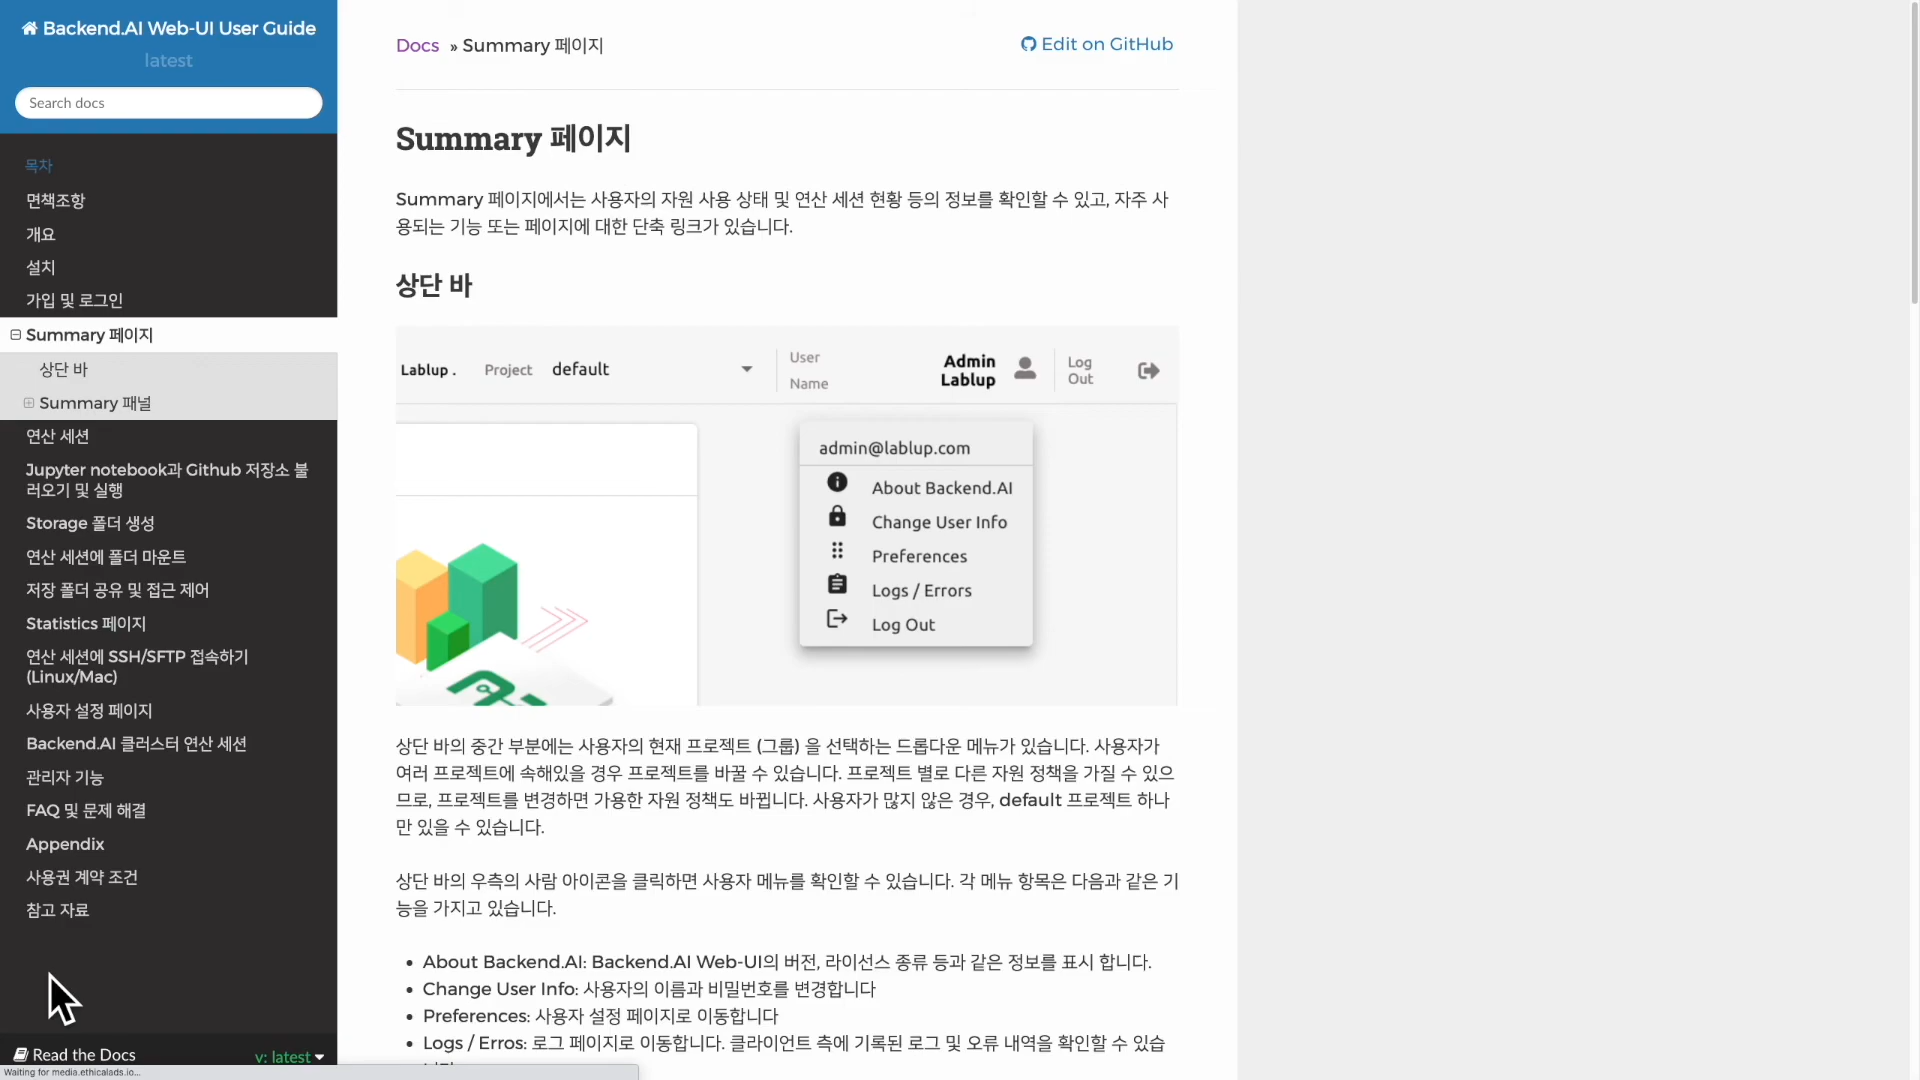 Backend.AI Web-UI User Guide
latest
Search docs
목차
면책조항
개요
설치
가입 및 로그인
Summary 페이지
상단 바
Summary 패널
연산 세션
Jupyter notebook과 Github 저장소 불
러오기 및 실행
Storage 폴더 생성
연산 세션에 폴더 마운트
저장 폴더 공유 및 접근 제어
Statistics 페이지
연산 세션에 SSH/SFTP 접속하기
(Linux/Mac)
사용자 설정 페이지
Backend.AI 클러스터 연산 세션
관리자 기능
FAQ 및 문제 해결
Appendix
사용권 계약 조건
참고 자료
Read the Docs
v: latest
Waiting for media.ethicalads.io...
Docs » Summary 페이지
Edit on GitHub
Summary 페이지
Summary 페이지에서는 사용자의 자원 사용 상태 및 연산 세션 현황 등의 정보를 확인할 수 있고, 자주 사
용되는 기능 또는 페이지에 대한 단축 링크가 있습니다.
상단 바
Lablup . Project default
User
Name
Admin
Lablup
Log
Out
admin@lablup.com
About Backend.AI
Change User Info
Preferences
Logs / Errors
Log Out
상단 바의 중간 부분에는 사용자의 현재 프로젝트 (그룹) 을 선택하는 드롭다운 메뉴가 있습니다. 사용자가
여러 프로젝트에 속해있을 경우 프로젝트를 바꿀 수 있습니다. 프로젝트 별로 다른 자원 정책을 가질 수 있으
므로, 프로젝트를 변경하면 가용한 자원 정책도 바뀝니다. 사용자가 많지 않은 경우, default 프로젝트 하나
만 있을 수 있습니다.
상단 바의 우측의 사람 아이콘을 클릭하면 사용자 메뉴를 확인할 수 있습니다. 각 메뉴 항목은 다음과 같은 기
능을 가지고 있습니다.
• About Backend.AI: Backend.AI Web-UI의 버전, 라이선스 종류 등과 같은 정보를 표시 합니다.
• Change User Info: 사용자의 이름과 비밀번호를 변경합니다
• Preferences: 사용자 설정 페이지로 이동합니다
• Logs / Erros: 로그 페이지로 이동합니다. 클라이언트 측에 기록된 로그 및 오류 내역을 확인할 수 있습